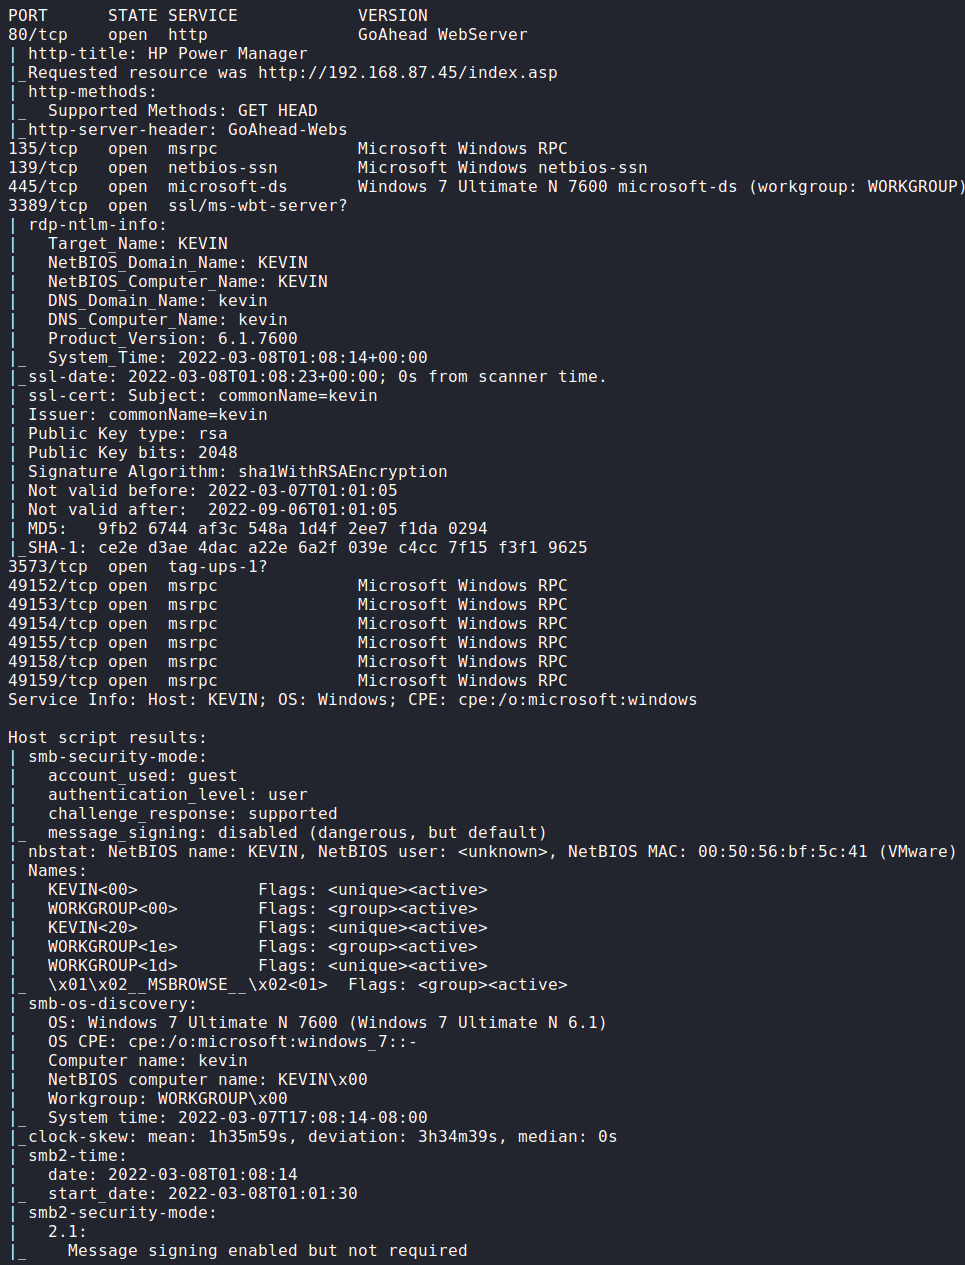 PORT      STATE SERVICE            VERSION
80/tcp    open  http               GoAhead WebServer
| http-title: HP Power Manager
|_Requested resource was http://192.168.87.45/index.asp
| http-methods:
|_  Supported Methods: GET HEAD
|_http-server-header: GoAhead-Webs
135/tcp   open  msrpc              Microsoft Windows RPC
139/tcp   open  netbios-ssn        Microsoft Windows netbios-ssn
445/tcp   open  microsoft-ds       Windows 7 Ultimate N 7600 microsoft-ds (workgroup: WORKGROUP)
3389/tcp  open  ssl/ms-wbt-server?
| rdp-ntlm-info:
|   Target_Name: KEVIN
|   NetBIOS_Domain_Name: KEVIN
|   NetBIOS_Computer_Name: KEVIN
|   DNS_Domain_Name: kevin
|   DNS_Computer_Name: kevin
|   Product_Version: 6.1.7600
|_  System_Time: 2022-03-08T01:08:14+00:00
|_ssl-date: 2022-03-08T01:08:23+00:00; 0s from scanner time.
| ssl-cert: Subject: commonName=kevin
| Issuer: commonName=kevin
| Public Key type: rsa
| Public Key bits: 2048
| Signature Algorithm: sha1WithRSAEncryption
| Not valid before: 2022-03-07T01:01:05
| Not valid after:  2022-09-06T01:01:05
| MD5:   9fb2 6744 af3c 548a 1d4f 2ee7 f1da 0294
|_SHA-1: ce2e d3ae 4dac a22e 6a2f 039e c4cc 7f15 f3f1 9625
3573/tcp  open  tag-ups-1?
49152/tcp open  msrpc              Microsoft Windows RPC
49153/tcp open  msrpc              Microsoft Windows RPC
49154/tcp open  msrpc              Microsoft Windows RPC
49155/tcp open  msrpc              Microsoft Windows RPC
49158/tcp open  msrpc              Microsoft Windows RPC
49159/tcp open  msrpc              Microsoft Windows RPC
Service Info: Host: KEVIN; OS: Windows; CPE: cpe:/o:microsoft:windows

Host script results:
| smb-security-mode:
|   account_used: guest
|   authentication_level: user
|   challenge_response: supported
|_  message_signing: disabled (dangerous, but default)
| nbstat: NetBIOS name: KEVIN, NetBIOS user: <unknown>, NetBIOS MAC: 00:50:56:bf:5c:41 (VMware)
| Names:
|   KEVIN<00>            Flags: <unique><active>
|   WORKGROUP<00>        Flags: <group><active>
|   KEVIN<20>            Flags: <unique><active>
|   WORKGROUP<1e>        Flags: <group><active>
|   WORKGROUP<1d>        Flags: <unique><active>
|_  \x01\x02__MSBROWSE__\x02<01>  Flags: <group><active>
| smb-os-discovery:
|   OS: Windows 7 Ultimate N 7600 (Windows 7 Ultimate N 6.1)
|   OS CPE: cpe:/o:microsoft:windows_7::-
|   Computer name: kevin
|   NetBIOS computer name: KEVIN\x00
|   Workgroup: WORKGROUP\x00
|_  System time: 2022-03-07T17:08:14-08:00
|_clock-skew: mean: 1h35m59s, deviation: 3h34m39s, median: 0s
| smb2-time:
|   date: 2022-03-08T01:08:14
|_  start_date: 2022-03-08T01:01:30
| smb2-security-mode:
|   2.1:
|_    Message signing enabled but not required